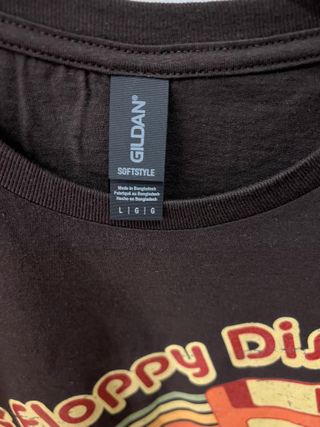 GILDAN®
SOFTSTYLE
Made in Bangladesh
Fabriqué au Bangladesh
Hecho en Bangladesh
L | G | G
floppy Dis